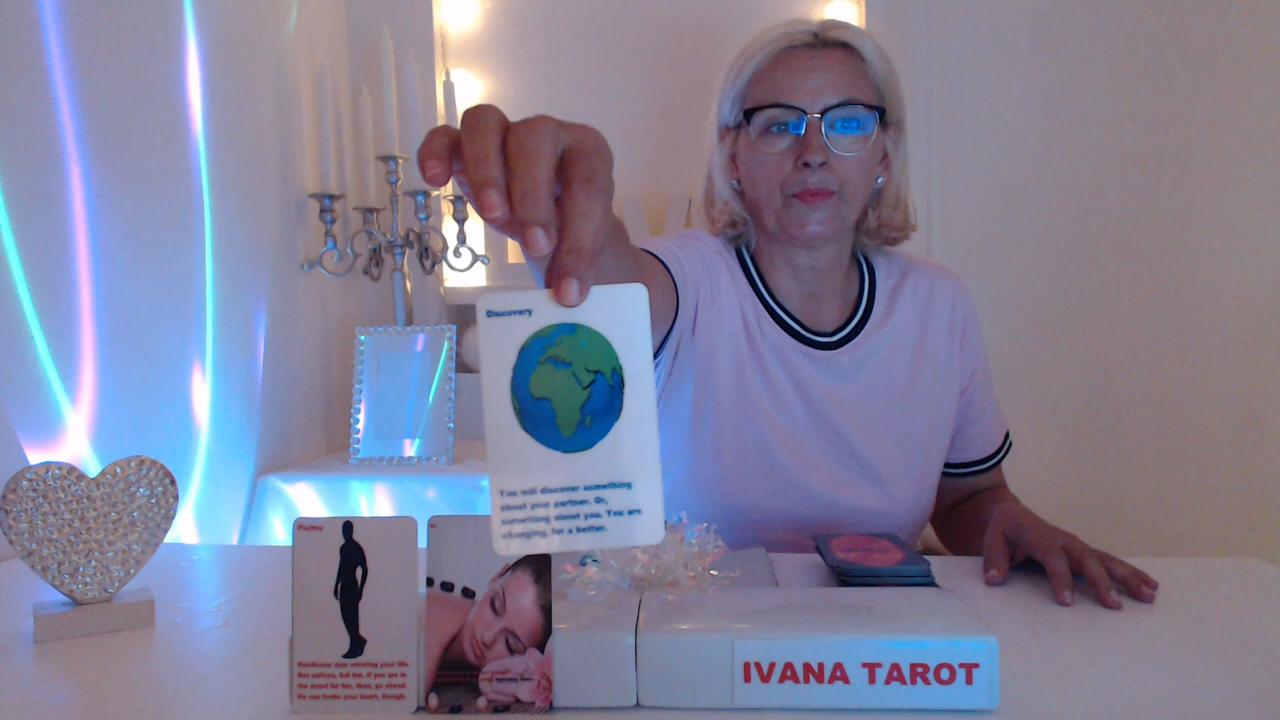 Discovery
You will discover something
about your partner. Or,
something about you. You are
changing, for a better.
Playboy
Handsome man entering your life.
Not serious, but fun. If you are in
the mood for fun, then, go ahead.
He can broke your heart, though.
IVANA TAROT